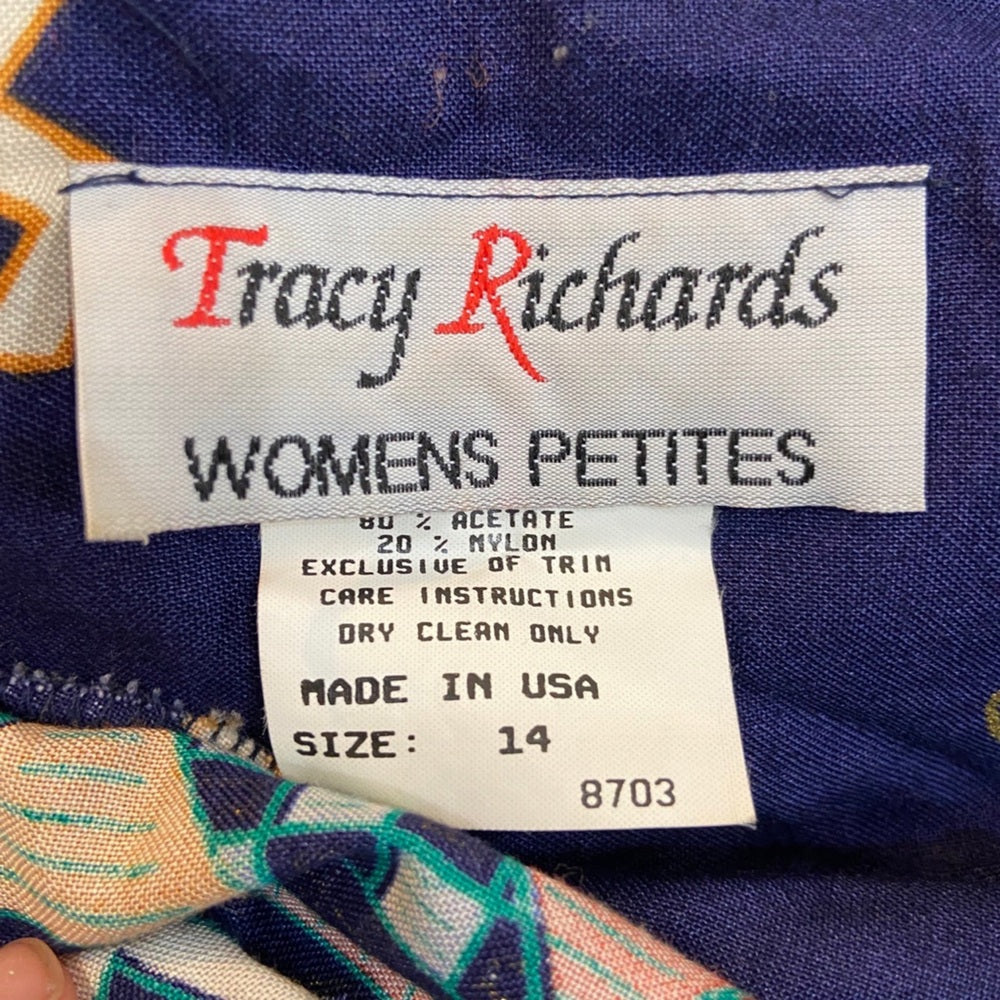 Tracy Richards
WOMENS PETITES
80 % ACETATE
20 % NYLON
EXCLUSIVE OF TRIM
CARE INSTRUCTIONS
DRY CLEAN ONLY
MADE IN USA
SIZE: 14
8703